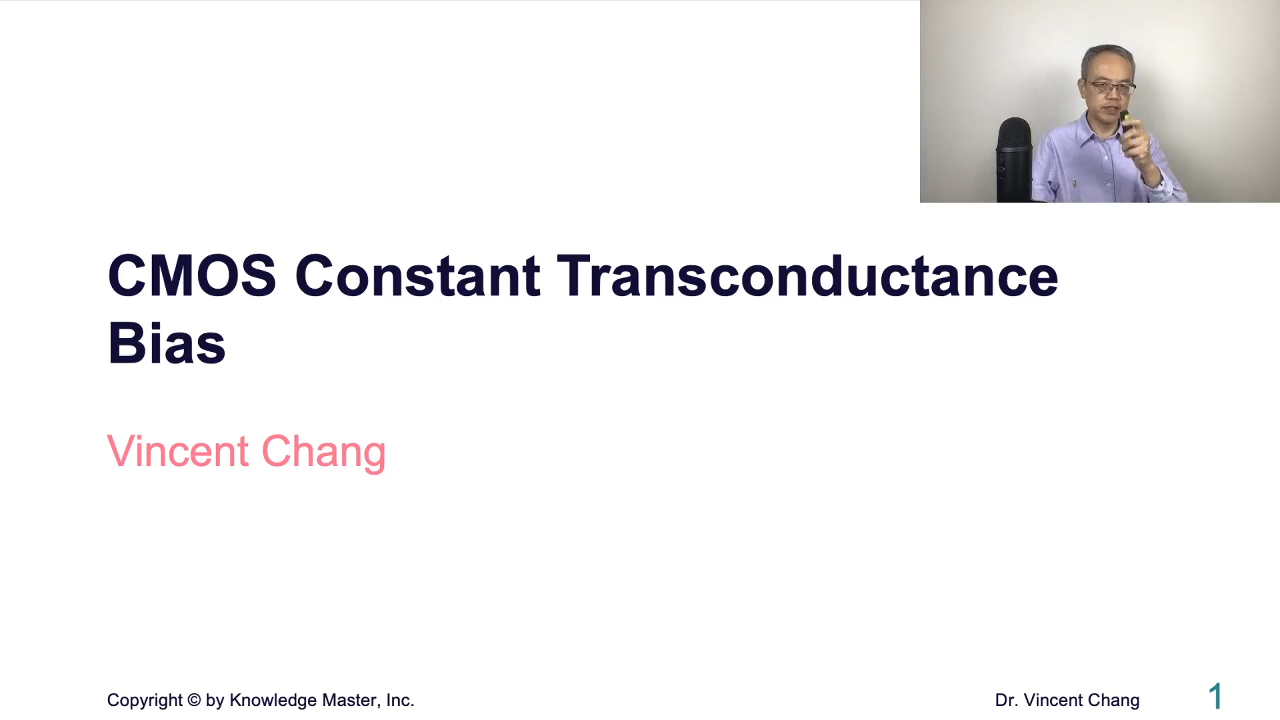 CMOS Constant Transconductance
Bias
Vincent Chang
Copyright © by Knowledge Master, Inc.
Dr. Vincent Chang
1